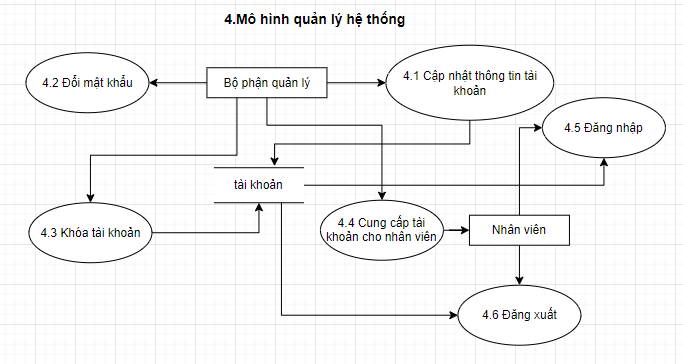 4.Mô hình quản lý hệ thống
4.2 Đổi mật khẩu
Bộ phận quản lý
4.1 Cập nhật thông tin tài
khoản
4.5 Đăng nhập
tải khoản
4.3 Khóa tài khoản
4.4 Cung cấp tài
khoản cho nhân viên
Nhân viên
4.6 Đăng xuất